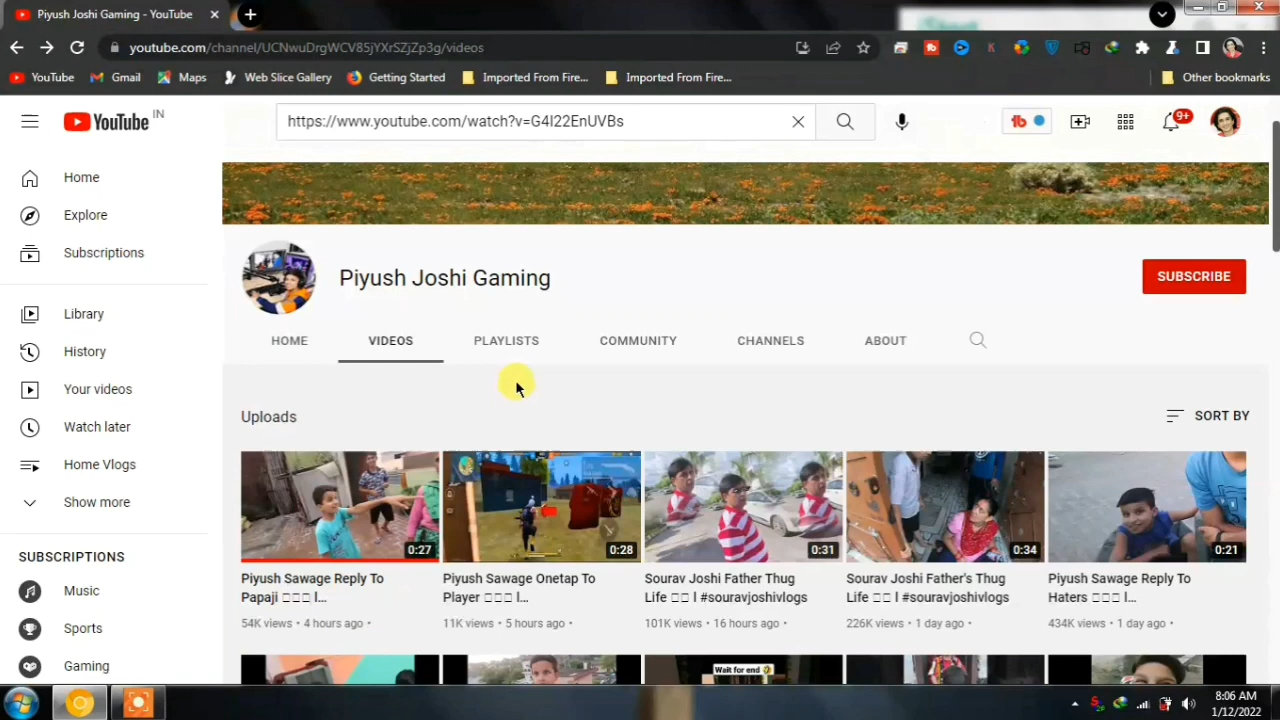 Piyush Joshi Gaming - YouTube
youtube.com/channel/UCNwuDrgWCV85jYXrSZjZp3g/videos
YouTube Gmail Maps Web Slice Gallery Getting Started Imported From Fire... Imported From Fire... Other bookmarks
YouTube IN
https://www.youtube.com/watch?v=G4I22EnUVBs
9+
Home
Explore
Subscriptions
Library
History
Your videos
Watch later
Home Vlogs
Show more
SUBSCRIPTIONS
Music
Sports
Gaming
Piyush Joshi Gaming
SUBSCRIBE
HOME VIDEOS PLAYLISTS COMMUNITY CHANNELS ABOUT
Uploads
SORT BY
0:27
Piyush Sawage Reply To
Papaji □□□ l...
54K views • 4 hours ago •
0:28
Piyush Sawage Onetap To
Player □□□ l...
11K views • 5 hours ago •
0:31
Sourav Joshi Father Thug
Life □□ l #souravjoshivlogs
101K views • 16 hours ago •
0:34
Sourav Joshi Father's Thug
Life □□ l #souravjoshivlogs
226K views • 1 day ago •
0:21
Piyush Sawage Reply To
Haters □□□ l...
434K views • 1 day ago •
Wait for end 🤣
8:06 AM
1/12/2022